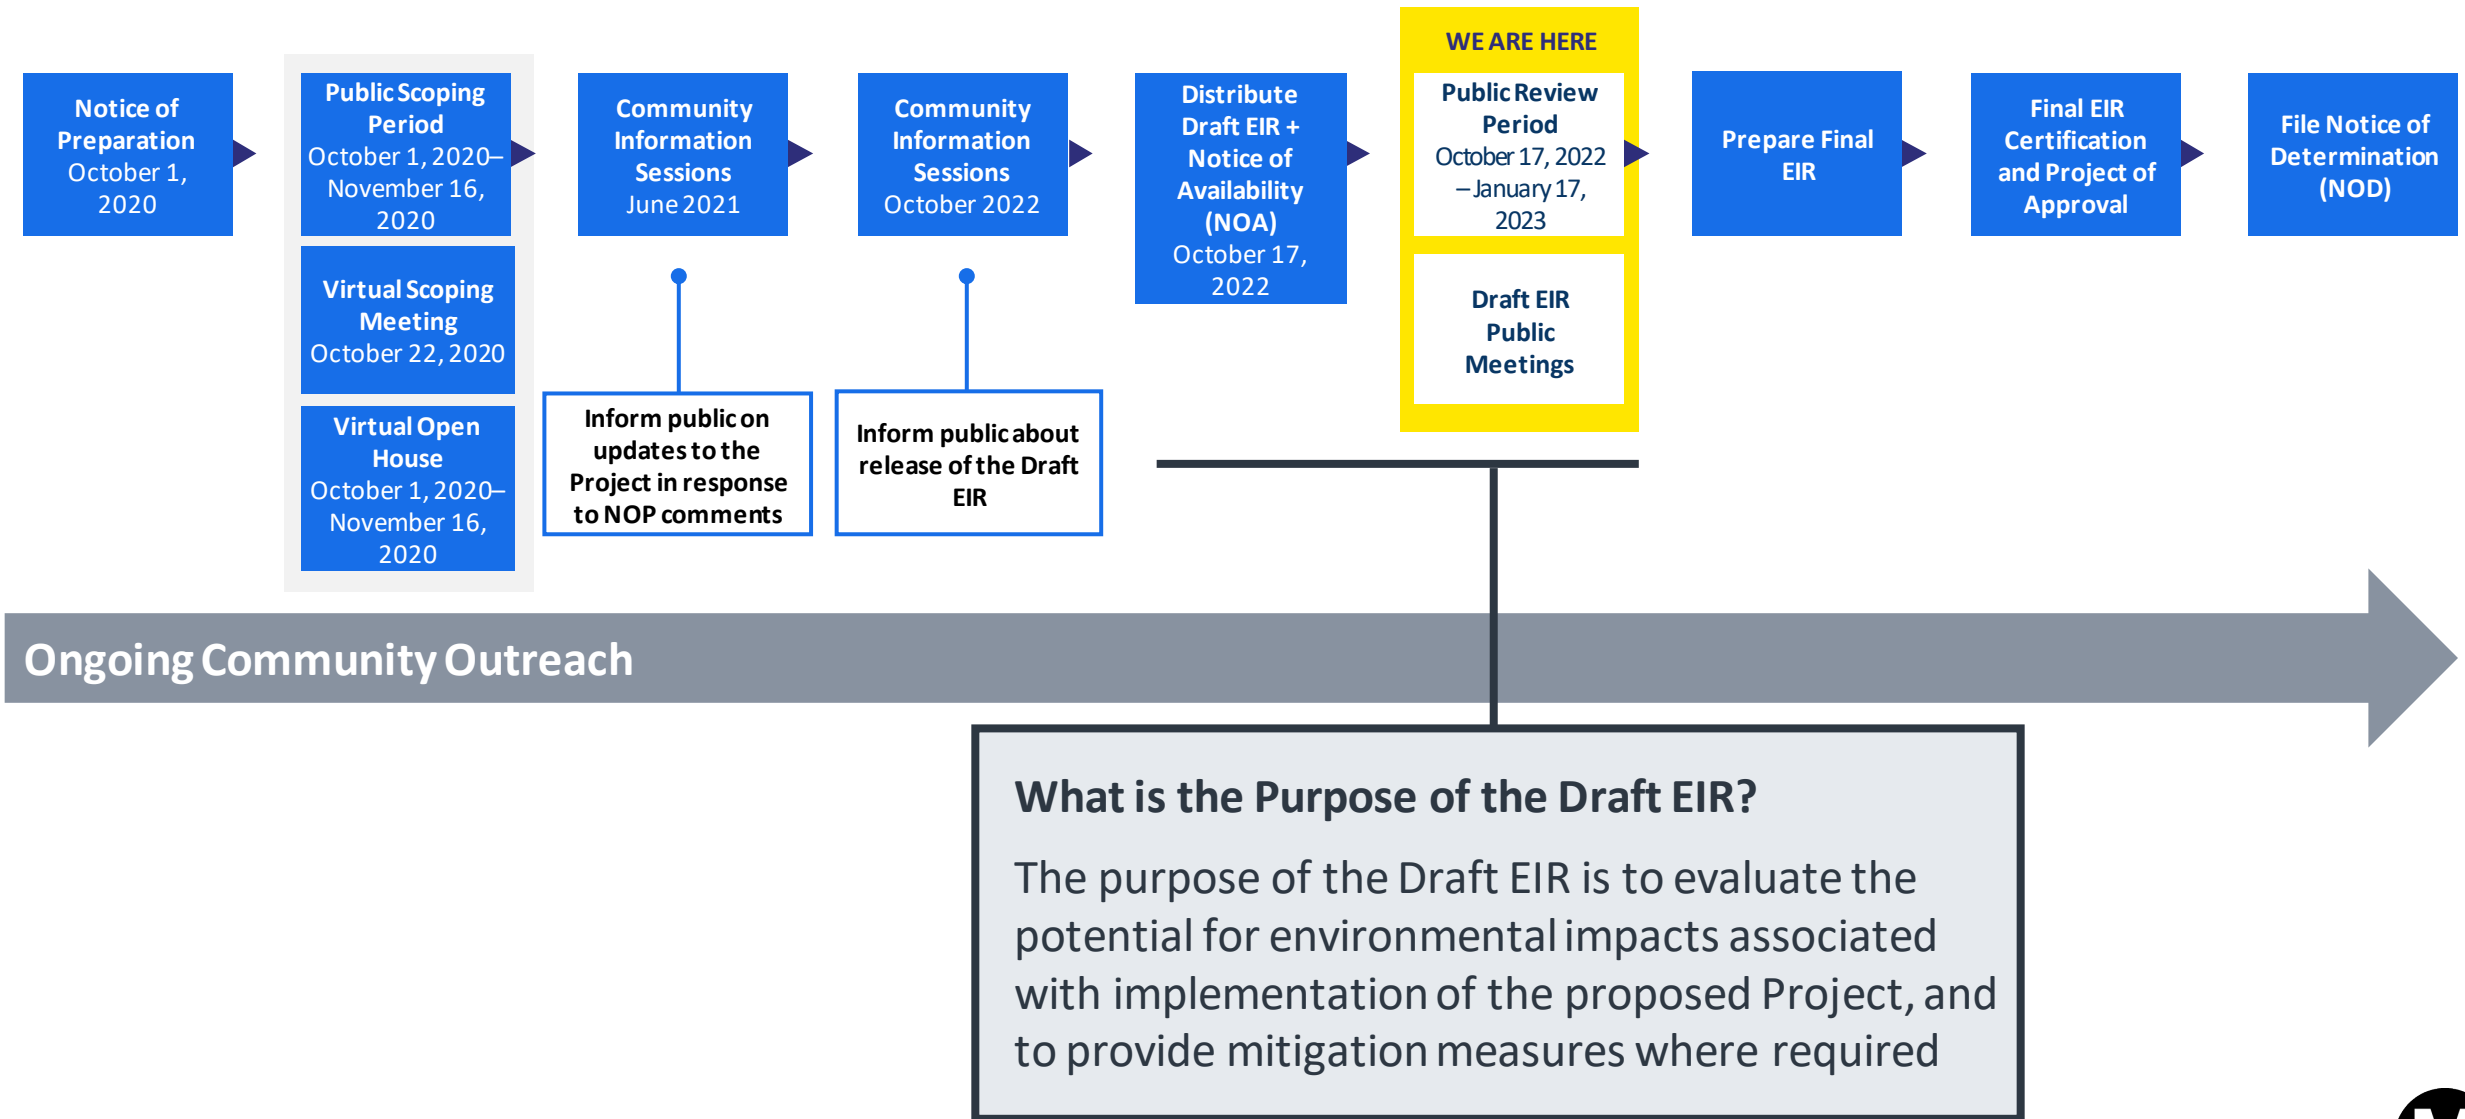 Notice of
Preparation
October 1,
2020
Public Scoping
Period
October 1, 2020–
November 16,
2020
Virtual Scoping
Meeting
October 22, 2020
Virtual Open
House
October 1, 2020–
November 16,
2020
Community
Information
Sessions
June 2021
Inform public on
updates to the
Project in response
to NOP comments
Community
Information
Sessions
October 2022
Inform public about
release of the Draft
EIR
Distribute
Draft EIR +
Notice of
Availability
(NOA)
October 17,
2022
WE ARE HERE
Public Review
Period
October 17, 2022
– January 17,
2023
Draft EIR
Public
Meetings
Prepare Final
EIR
Final EIR
Certification
and Project of
Approval
File Notice of
Determination
(NOD)
Ongoing Community Outreach
What is the Purpose of the Draft EIR?
The purpose of the Draft EIR is to evaluate the
potential for environmental impacts associated
with implementation of the proposed Project, and
to provide mitigation measures where required